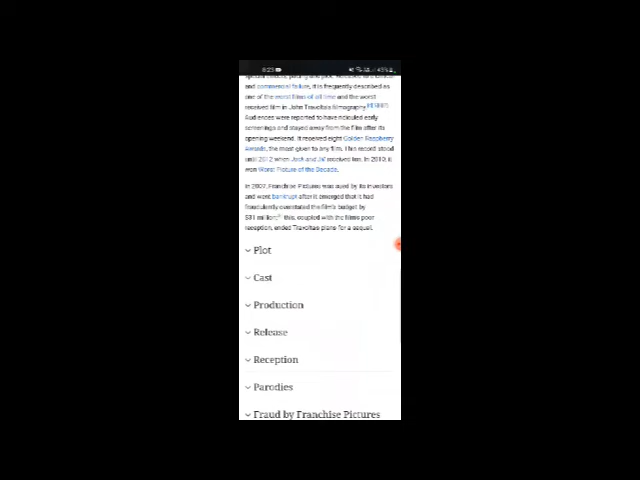 8:23
and commercial failure, it is frequently described as
one of the worst films of all time and the worst
received film in John Travolta's filmography.
Audiences were reported to have ridiculed early
screenings and stayed away from the film after its
opening weekend. It received eight Golden Raspberry
Awards, the most given to any film. This record stood
until 2012 when Jack and Jill received ten. In 2010, it
won Worst Picture of the Decade.
In 2007, Franchise Pictures was sued by its investors
and went bankrupt after it emerged that it had
fraudulently overstated the film's budget by
$31 million; this, coupled with the film's poor
reception, ended Travolta's plans for a sequel.
Plot
Cast
Production
Release
Reception
Parodies
Fraud by Franchise Pictures